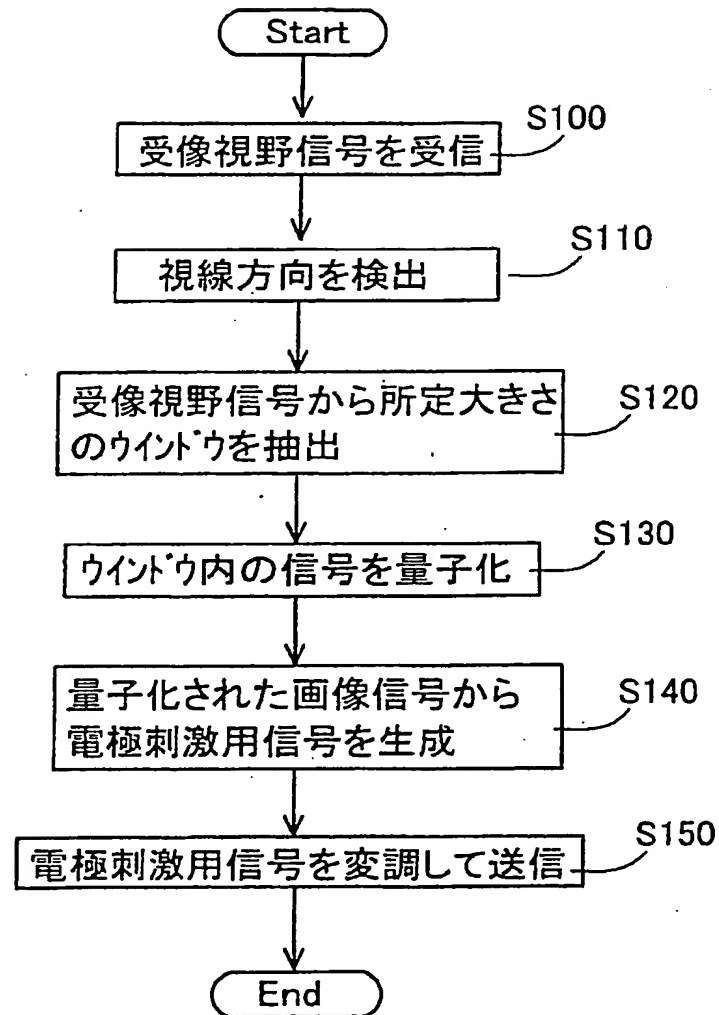 Start
S100
受像視野信号を受信
S110
視線方向を検出
受像視野信号から所定大きさ
S120
のウインドウを抽出
S130
ウインドウ内の信号を量子化
量子化された画像信号から
S140
電極刺激用信号を生成
S150
電極刺激用信号を変調して送信
End